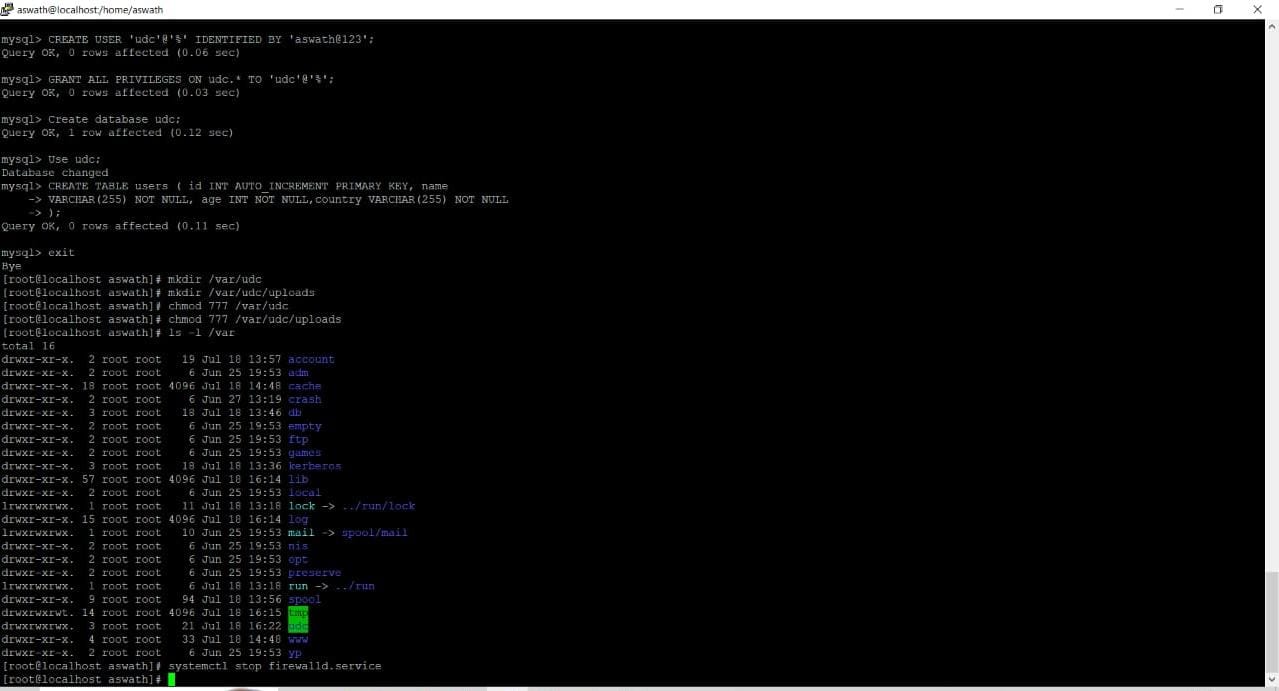 aswath@localhost:/home/aswath
mysql> CREATE USER 'udc'@'%' IDENTIFIED BY 'aswath@123';
Query OK, 0 rows affected (0.06 sec)
mysql> GRANT ALL PRIVILEGES ON udc.* TO 'udc'@'%';
Query OK, 0 rows affected (0.03 sec)
mysql> Create database udc;
Query OK, 1 row affected (0.12 sec)
mysql> Use udc;
Database changed
mysql> CREATE TABLE users ( id INT AUTO_INCREMENT PRIMARY KEY, name
    -> VARCHAR(255) NOT NULL, age INT NOT NULL,country VARCHAR(255) NOT NULL
    -> );
Query OK, 0 rows affected (0.11 sec)
mysql> exit
Bye
[root@localhost aswath]# mkdir /var/udc
[root@localhost aswath]# mkdir /var/udc/uploads
[root@localhost aswath]# chmod 777 /var/udc
[root@localhost aswath]# chmod 777 /var/udc/uploads
[root@localhost aswath]# ls -l /var
total 16
drwxr-xr-x.  2 root root   19 Jul 18 13:57 account
drwxr-xr-x.  2 root root    6 Jun 25 19:53 adm
drwxr-xr-x. 18 root root 4096 Jul 18 14:48 cache
drwxr-xr-x.  2 root root    6 Jun 27 13:19 crash
drwxr-xr-x.  3 root root   18 Jul 18 13:46 db
drwxr-xr-x.  2 root root    6 Jun 25 19:53 empty
drwxr-xr-x.  2 root root    6 Jun 25 19:53 ftp
drwxr-xr-x.  2 root root    6 Jun 25 19:53 games
drwxr-xr-x.  3 root root   18 Jul 18 13:36 kerberos
drwxr-xr-x. 57 root root 4096 Jul 18 16:14 lib
drwxr-xr-x.  2 root root    6 Jun 25 19:53 local
lrwxrwxrwx.  1 root root   11 Jul 18 13:18 lock -> ../run/lock
drwxr-xr-x. 15 root root 4096 Jul 18 16:14 log
lrwxrwxrwx.  1 root root   10 Jun 25 19:53 mail -> spool/mail
drwxr-xr-x.  2 root root    6 Jun 25 19:53 nis
drwxr-xr-x.  2 root root    6 Jun 25 19:53 opt
drwxr-xr-x.  2 root root    6 Jun 25 19:53 preserve
lrwxrwxrwx.  1 root root    6 Jul 18 13:18 run -> ../run
drwxr-xr-x.  9 root root   94 Jul 18 13:56 spool
drwxrwxrwt. 14 root root 4096 Jul 18 16:15 tmp
drwxrwxrwx.  3 root root   21 Jul 18 16:22 udc
drwxr-xr-x.  4 root root   33 Jul 18 14:48 www
drwxr-xr-x.  2 root root    6 Jun 25 19:53 yp
[root@localhost aswath]# systemctl stop firewalld.service
[root@localhost aswath]#